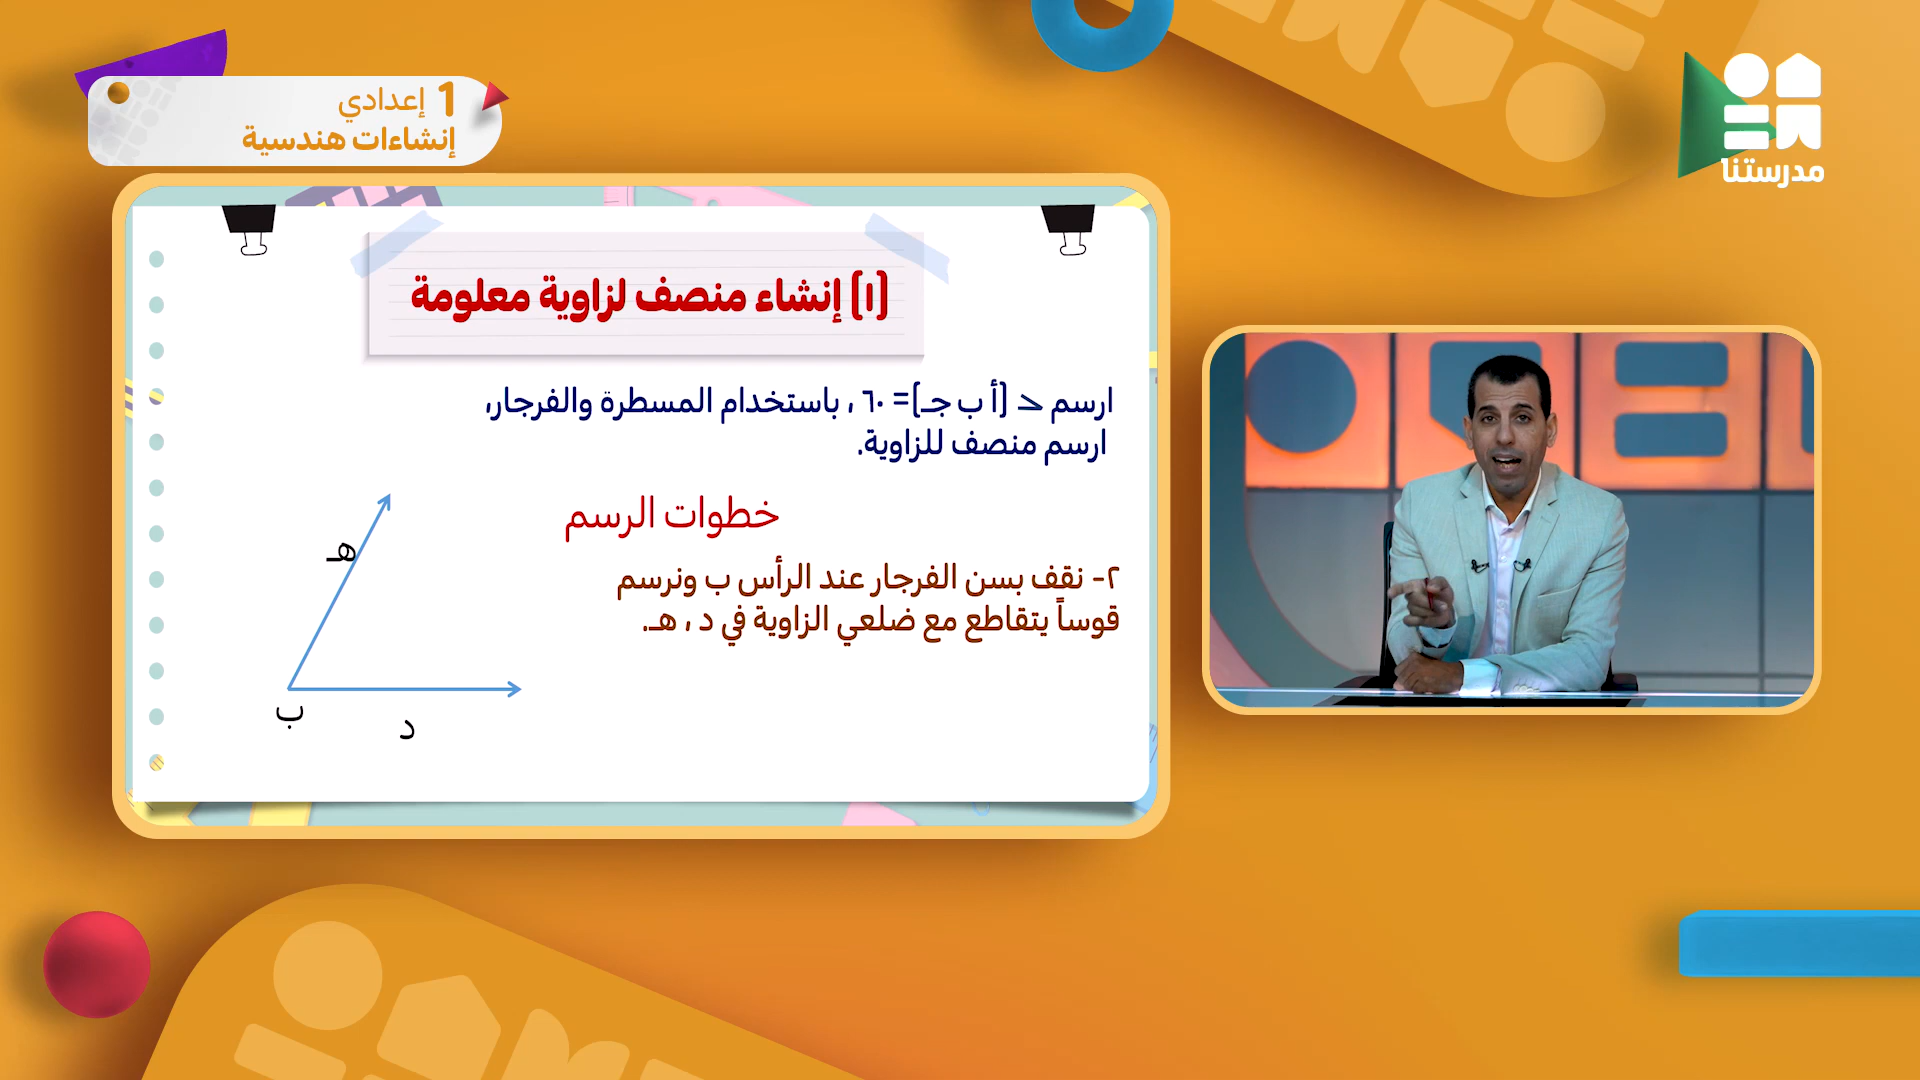 1 إعدادي
إنشاءات هندسية
مدرستنا
(١) إنشاء منصف لزاوية معلومة
ارسم > (أ ب جـ)= ٦٠ ، باستخدام المسطرة والفرجار،
ارسم منصف للزاوية.
خطوات الرسم
٢- نقف بسن الفرجار عند الرأس ب ونرسم
قوساً يتقاطع مع ضلعي الزاوية في د ، هـ.
هـ
ب
د